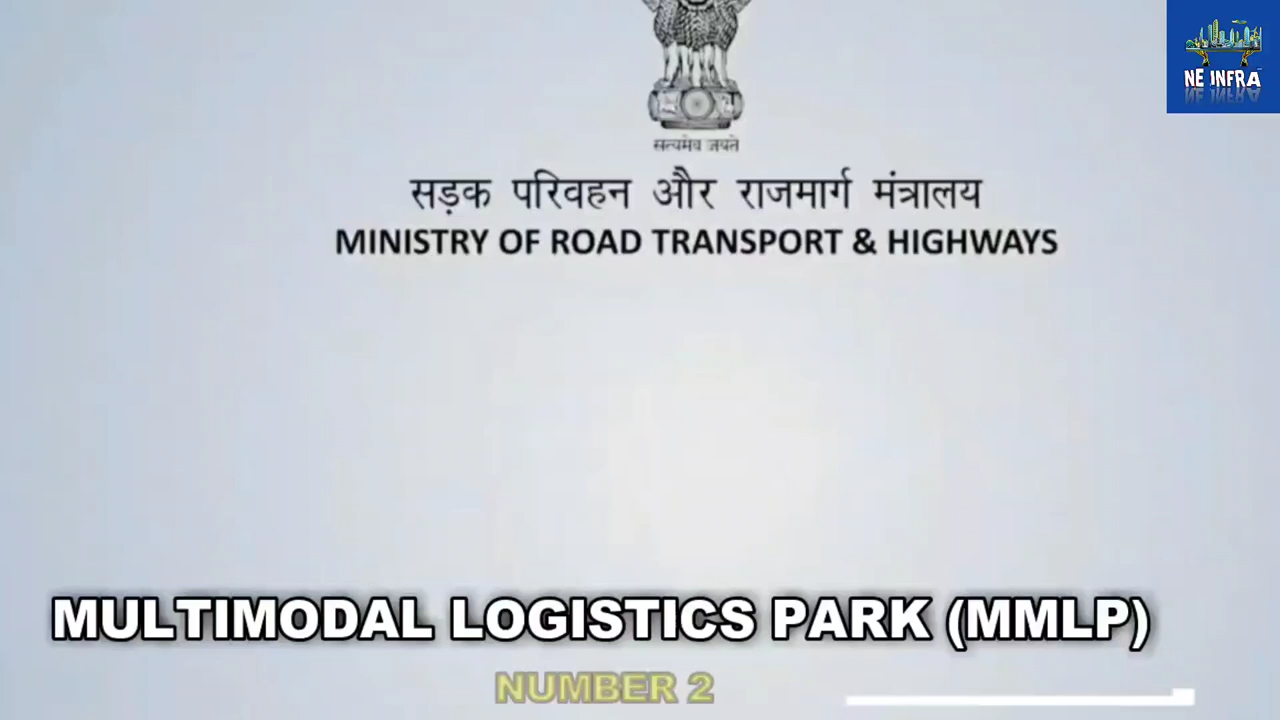 NE INFRA
सत्यमेव जयते
सड़क परिवहन और राजमार्ग मंत्रालय
MINISTRY OF ROAD TRANSPORT & HIGHWAYS
MULTIMODAL LOGISTICS PARK (MMLP)
NUMBER 2